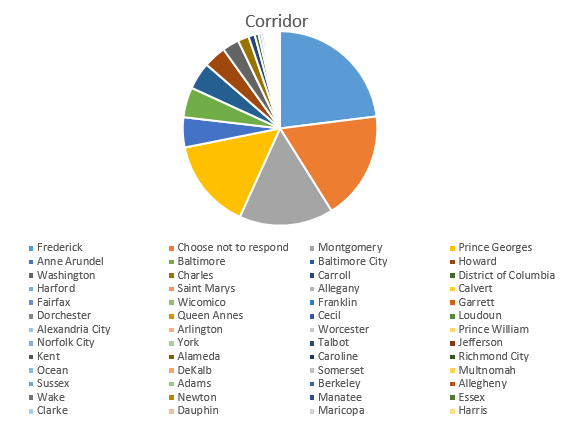 Corridor
Frederick Choose not to respond Montgomery Prince Georges
Anne Arundel Baltimore Baltimore City Howard
Washington Charles Carroll District of Columbia
Harford Saint Marys Allegany Calvert
Fairfax Wicomico Franklin Garrett
Dorchester Queen Annes Cecil Loudoun
Alexandria City Arlington Worcester Prince William
Norfolk City York Talbot Jefferson
Kent Alameda Caroline Richmond City
Ocean DeKalb Somerset Multnomah
Sussex Adams Berkeley Allegheny
Wake Newton Manatee Essex
Clarke Dauphin Maricopa Harris